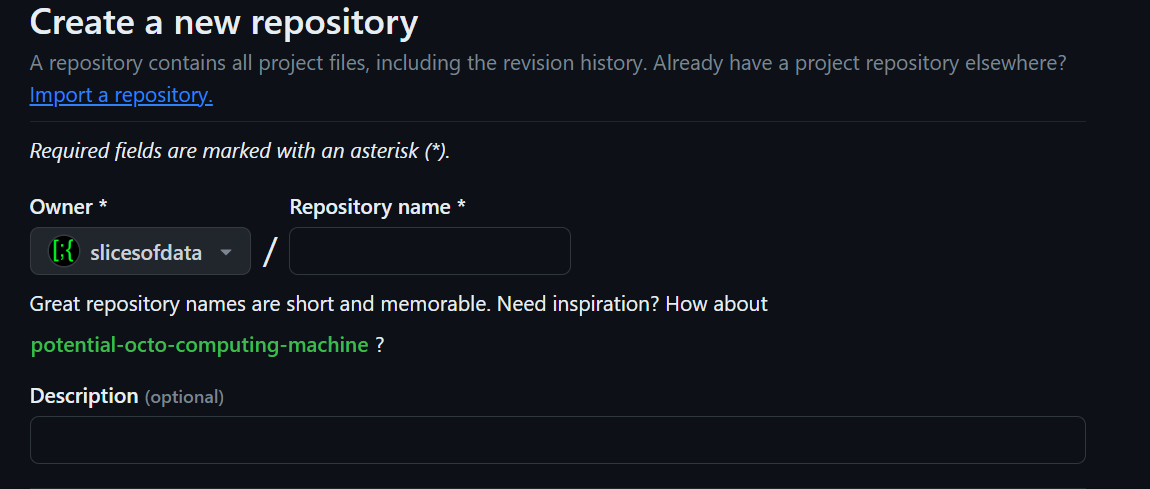 Create a new repository
A repository contains all project files, including the revision history. Already have a project repository elsewhere?
Import a repository.
Required fields are marked with an asterisk (*).
Owner * Repository name *
[;{ slicesofdata /
Great repository names are short and memorable. Need inspiration? How about
potential-octo-computing-machine ?
Description (optional)